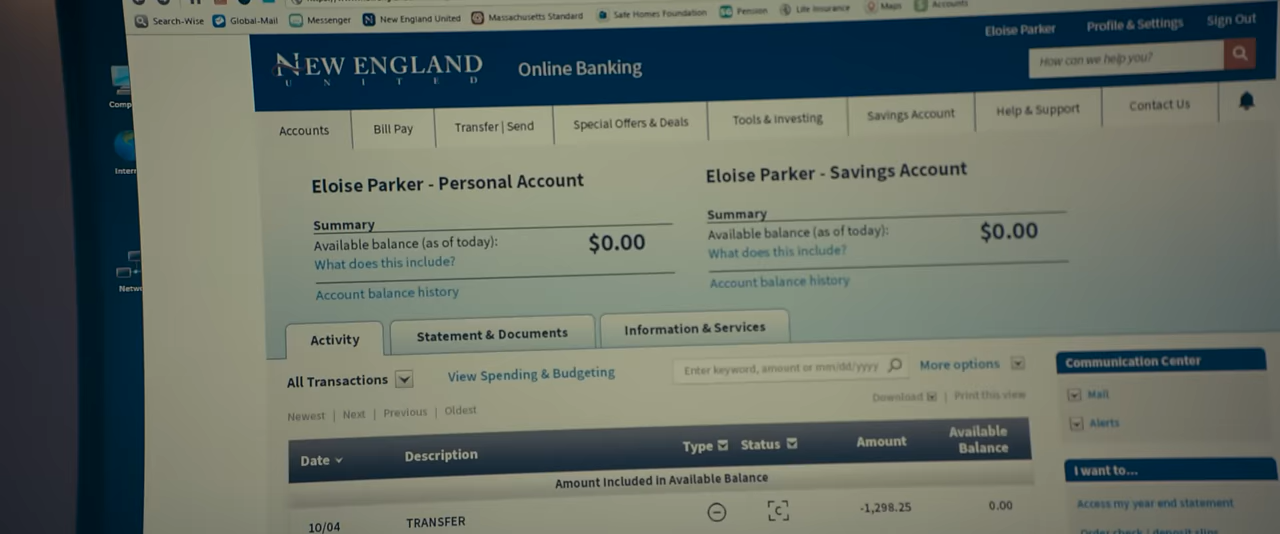 Search-Wise Global-Mail Messenger New England United Massachusetts Standard Safe Homes Foundation Pension Life Insurance Maps Accounts
Eloise Parker Profile & Settings Sign Out
NEW ENGLAND
UNITED
Online Banking
How can we help you?
Accounts Bill Pay Transfer | Send Special Offers & Deals Tools & Investing Savings Account Help & Support Contact Us
Eloise Parker - Personal Account
Summary
Available balance (as of today): $0.00
What does this include?
Account balance history
Eloise Parker - Savings Account
Summary
Available balance (as of today): $0.00
What does this include?
Account balance history
Activity Statement & Documents Information & Services
All Transactions View Spending & Budgeting Enter keyword, amount or mm/dd/yyyy More options
Download | Print this view
Newest | Next | Previous | Oldest
Date Description Type Status Amount Available Balance
Amount Included in Available Balance
10/04 TRANSFER C -1,298.25 0.00
Communication Center
Mail
Alerts
I want to...
Access my year end statement